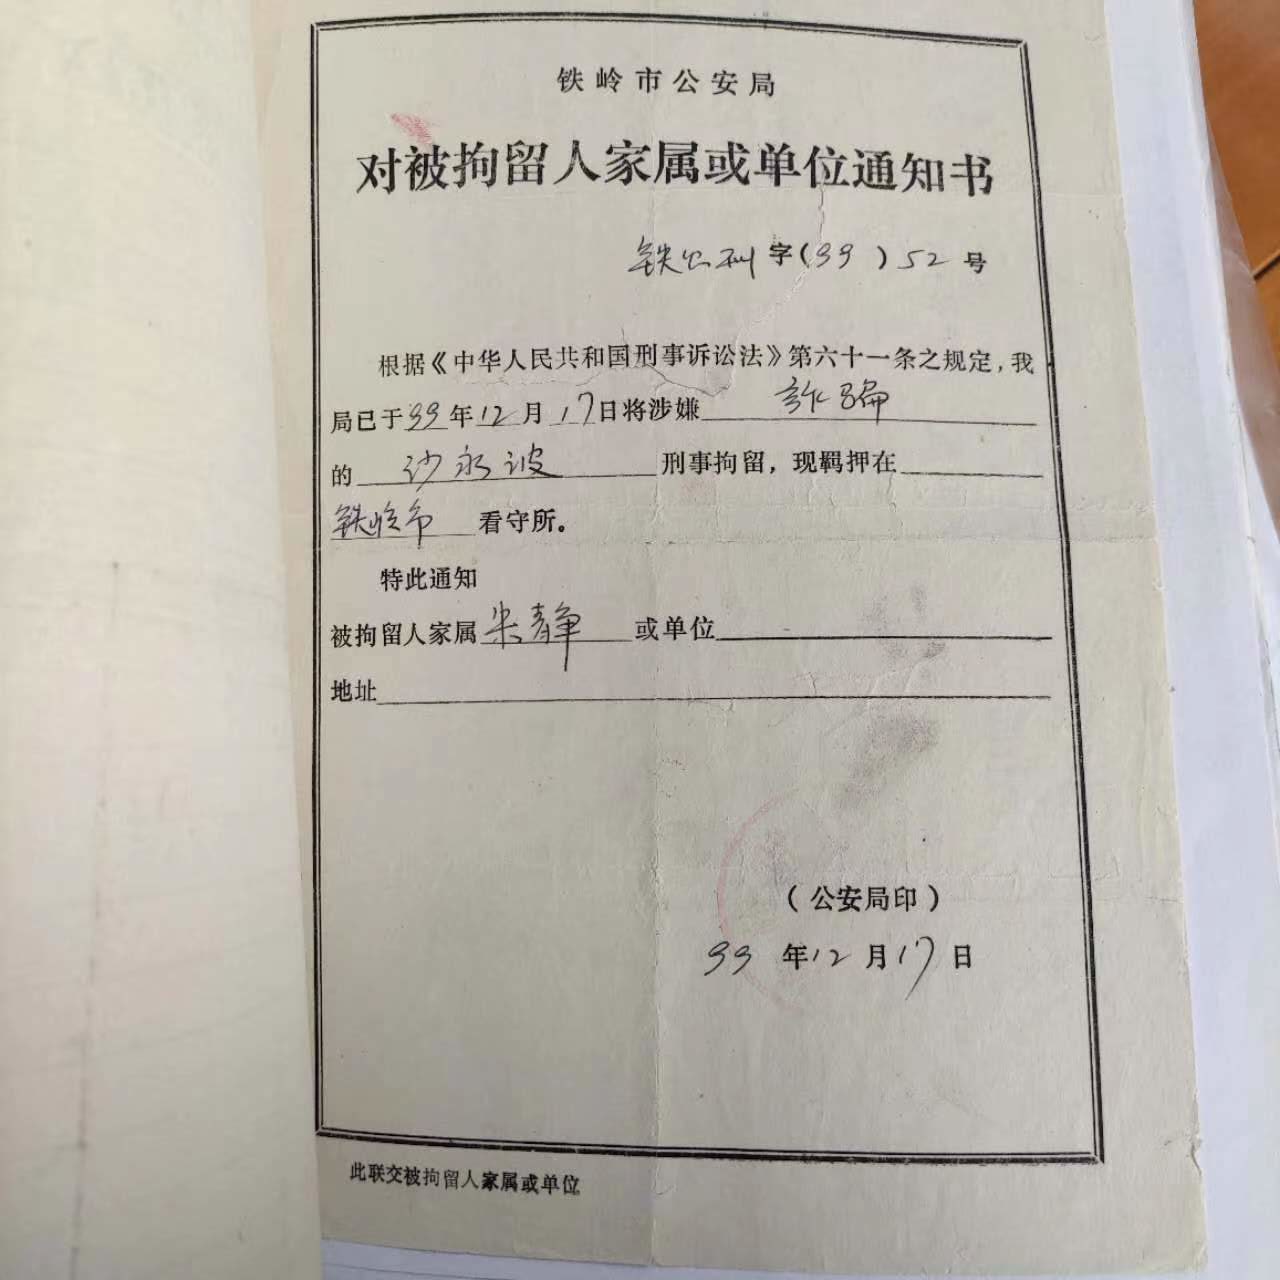 铁岭市公安局
对被拘留人家属或单位通知书
铁公刑字(99)52号
根据《中华人民共和国刑事诉讼法》第六十一条之规定,我
局已于99年12月17日将涉嫌 诈骗
的 沙永波 刑事拘留，现羁押在
铁岭市 看守所。
特此通知
被拘留人家属 朱静 或单位
地址
(公安局印)
99年12月17日
此联交被拘留人家属或单位